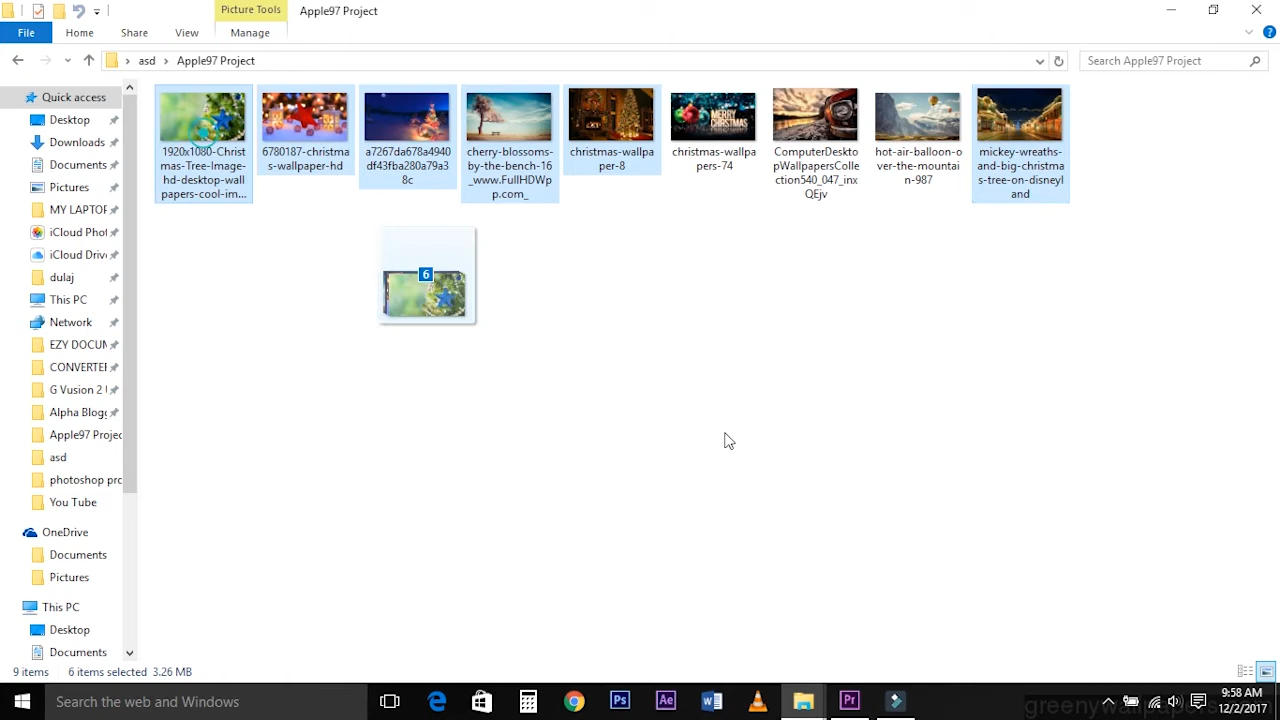 Picture Tools
Apple97 Project
File
Home
Share
View
Manage
asd
Apple97 Project
Search Apple97 Project
Quick access
Desktop
Downloads
Documents
Pictures
MY LAPTOP
iCloud Phot
iCloud Drive
dulaj
This PC
Network
EZY DOCUM
CONVERTE
G Vusion 2
Alpha Blogg
Apple97 Projec
asd
photoshop pro
You Tube
OneDrive
Documents
Pictures
This PC
Desktop
Documents
1920x1080-Christ
mas-Tree-Image-
hd-desktop-wall
papers-cool-im...
6780187-christma
s-wallpaper-hd
a7267da678a4940
df43fba280a79a3
8c
cherry-blossoms-
by-the-bench-16
_www.FullHDWp
p.com_
christmas-wallpa
per-8
christmas-wallpa
pers-74
MERRY
CHRISTMAS
ComputerDeskto
pWallpapersColle
ction540_047_inx
QEjv
hot-air-balloon-o
ver-the-mountai
n-987
mickey-wreaths-
and-big-christma
s-tree-on-disneyl
and
6
9 items
6 items selected 3.26 MB
Search the web and Windows
Ps
Ae
Pr
9:58 AM
12/2/2017
greenywallpapers